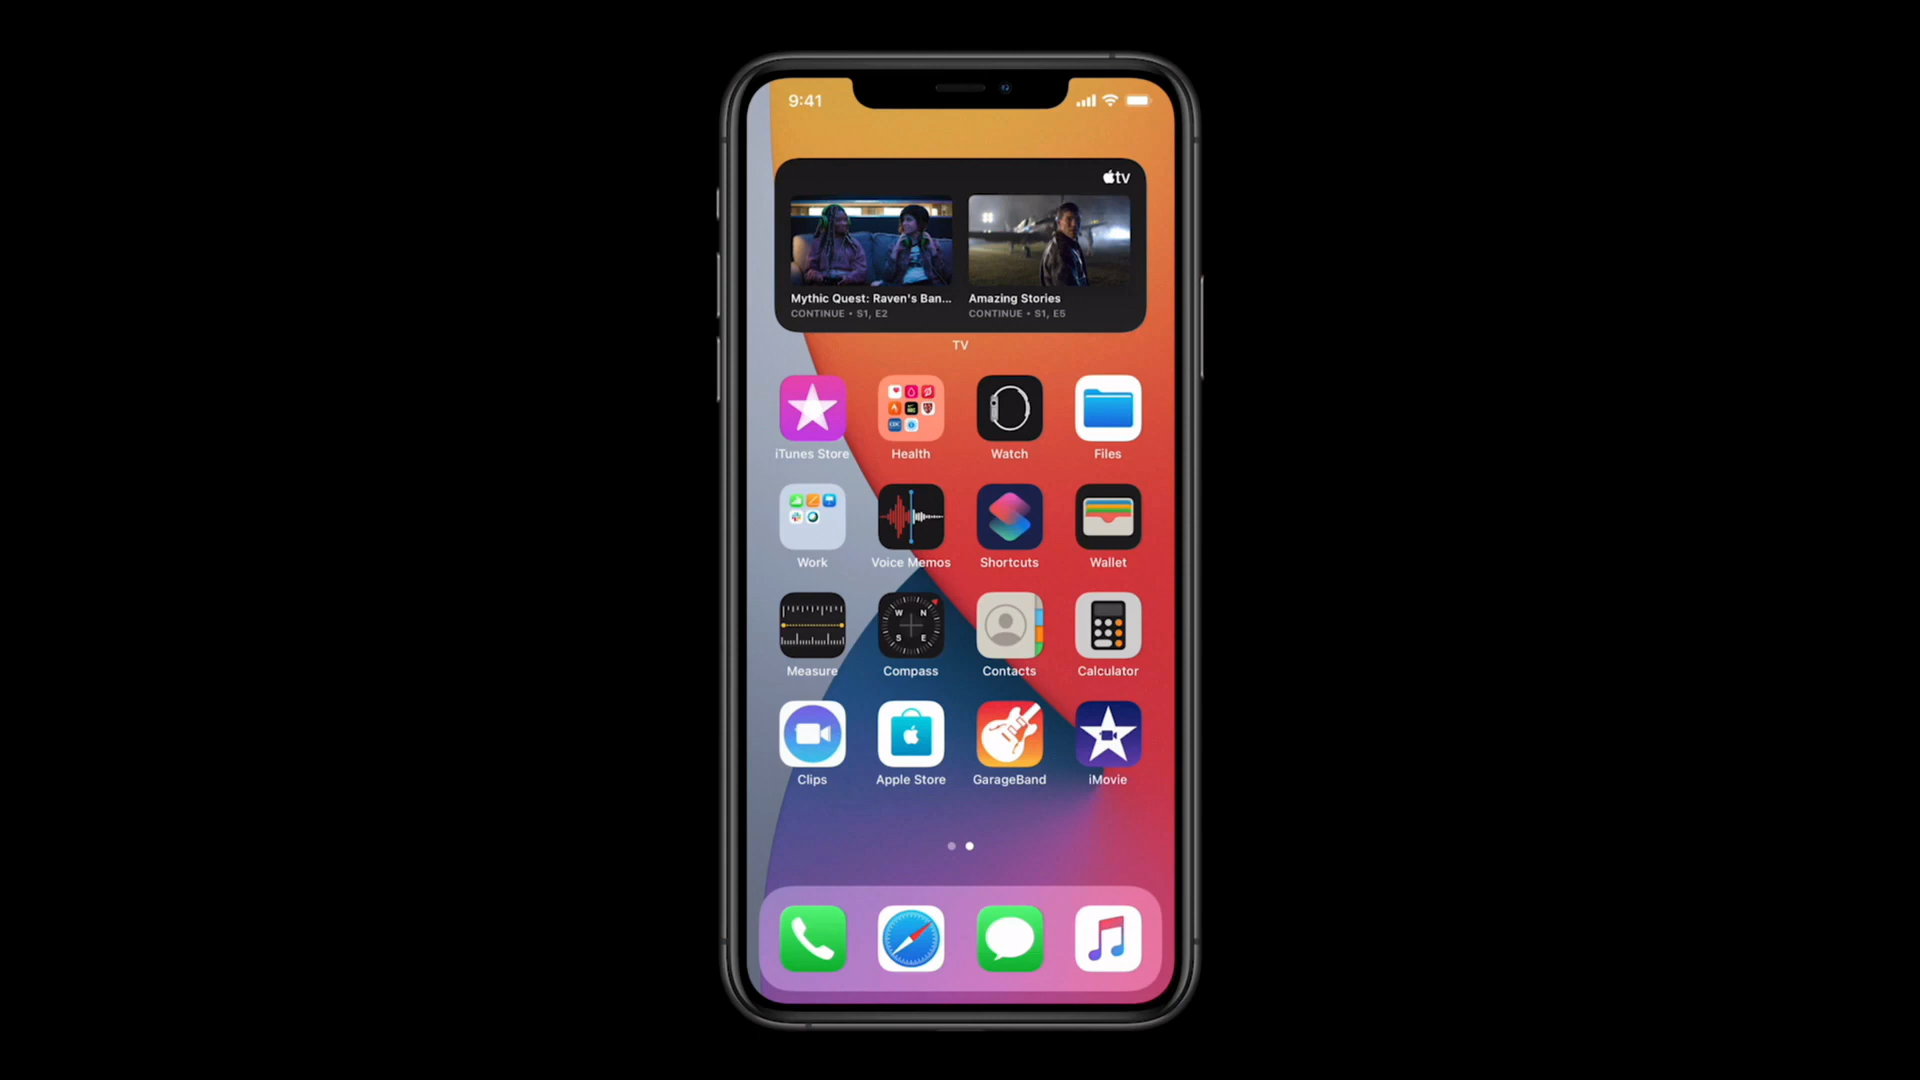 9:41
tv
Mythic Quest: Raven's Ban...
CONTINUE • S1, E2
Amazing Stories
CONTINUE • S1, E5
TV
iTunes Store
Health
Watch
Files
Work
Voice Memos
Shortcuts
Wallet
W N
S E
Measure
Compass
Contacts
Calculator
Clips
Apple Store
GarageBand
iMovie